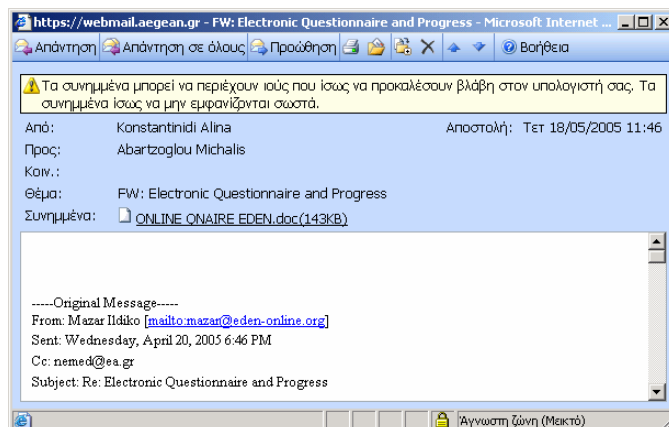 https://webmail.aegean.gr - FW: Electronic Questionnaire and Progress - Microsoft Internet ...
Απάντηση Απάντηση σε όλους Προώθηση Βοήθεια
Τα συνημμένα μπορεί να περιέχουν ιούς που ίσως να προκαλέσουν βλάβη στον υπολογιστή σας. Τα
συνημμένα ίσως να μην εμφανίζονται σωστά.
Από: Konstantinidi Alina Αποστολή: Τετ 18/05/2005 11:46
Προς: Abartzoglou Michalis
Κοιν.:
Θέμα: FW: Electronic Questionnaire and Progress
Συνημμένα: ONLINE QNAIRE EDEN.doc(143KB)
-----Original Message-----
From: Mazar Ildiko [mailto:mazar@eden-online.org]
Sent: Wednesday, April 20, 2005 6:46 PM
Cc: nemed@ea.gr
Subject: Re: Electronic Questionnaire and Progress
Άγνωστη ζώνη (Μεικτό)